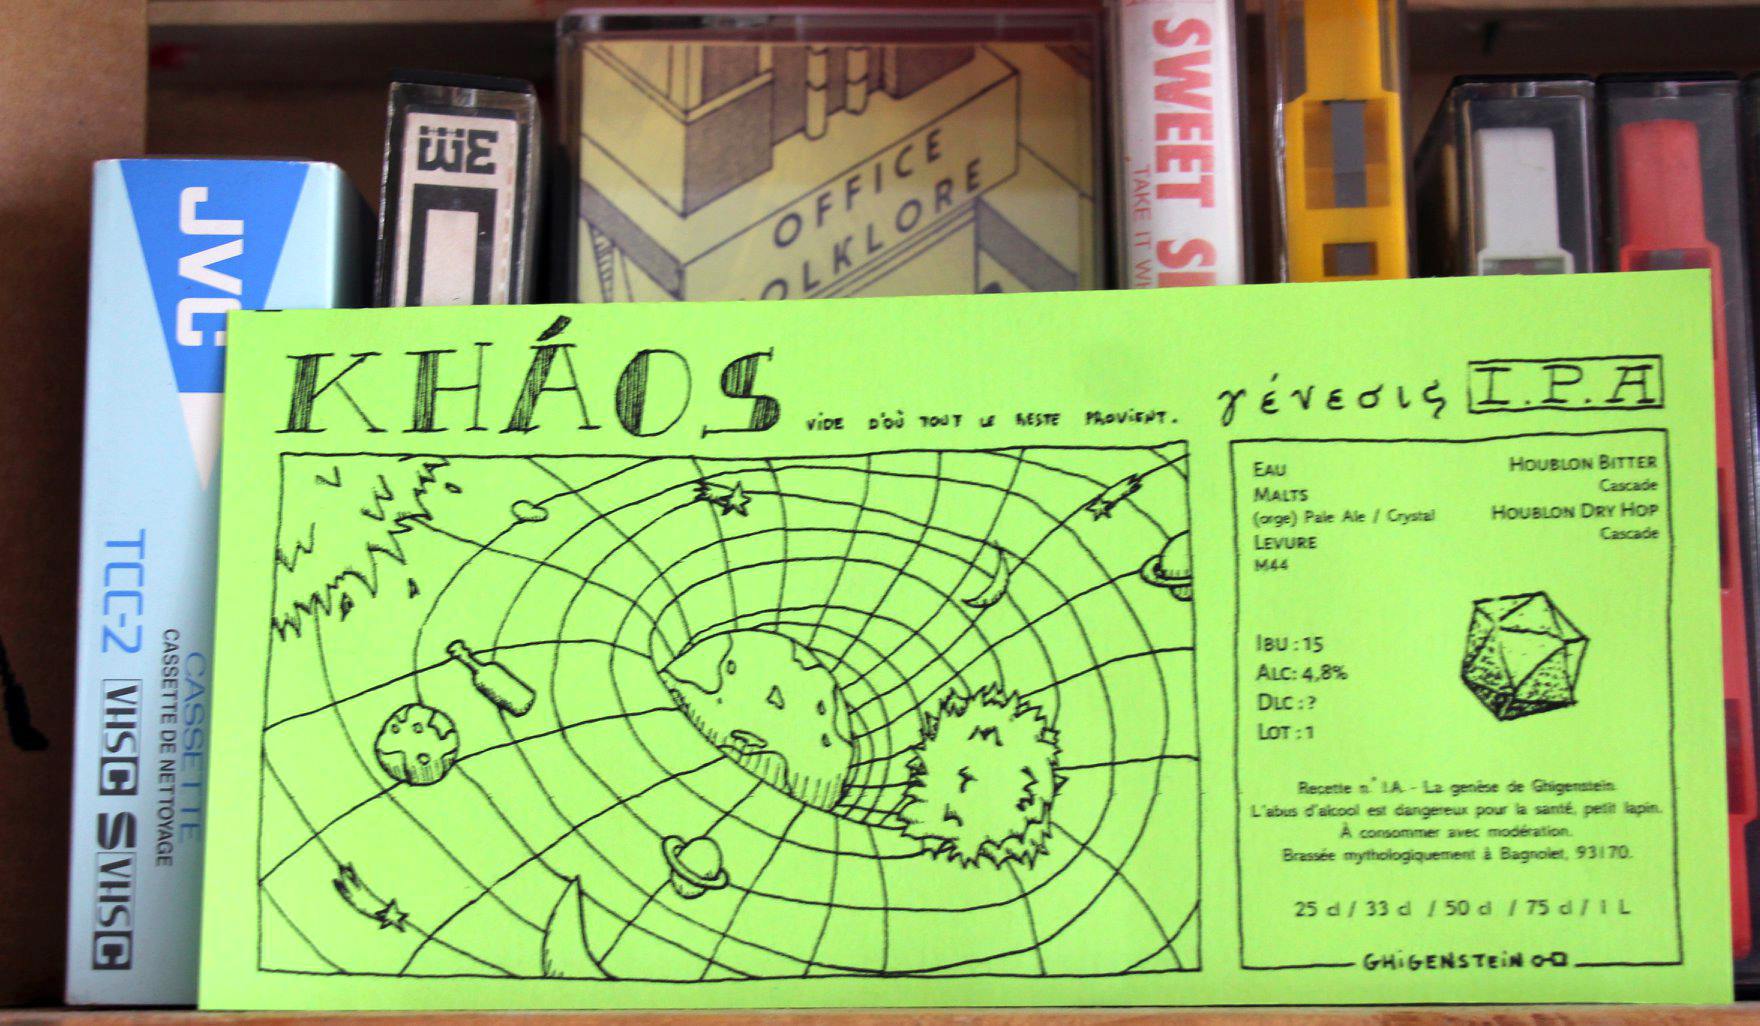 JVC
TCC-2
VHSC SVHSC
CASSETTE
CASSETTE DE NETTOYAGE
OFFICE
OLKLORE
SWEET
TAKE IT
KHÁOS
VIDE D'OÙ TOUT LE RESTE PROVIENT.
γένεσις I.P.A
EAU
MALTS
(orge) Pale Ale / Crystal
LEVURE
M44
HOUBLON BITTER
Cascade
HOUBLON DRY HOP
Cascade
IBU : 15
ALC: 4,8%
DLC : ?
LOT : 1
Recette n° I.A. - La genèse de Ghigenstein.
L'abus d'alcool est dangereux pour la santé, petit lapin.
À consommer avec modération.
Brassée mythologiquement à Bagnolet, 93170.
25 cl / 33 cl / 50 cl / 75 cl / 1 L
GHiGENSTEiN